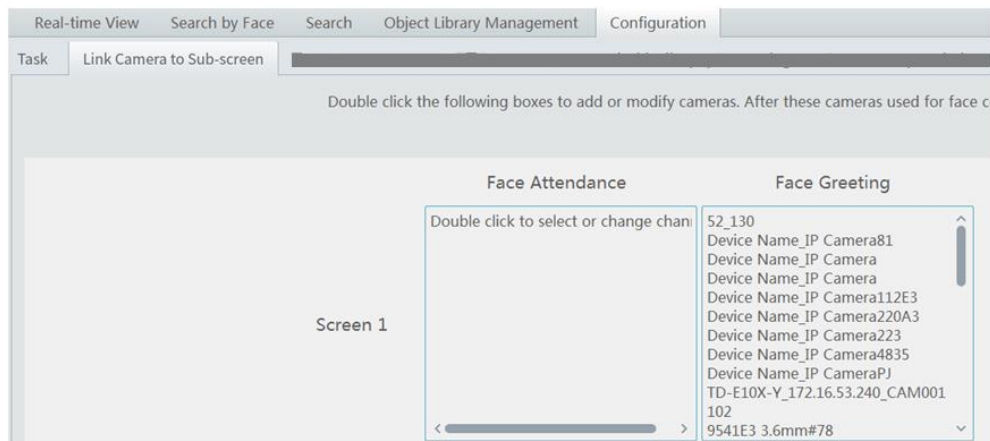 Real-time View Search by Face Search Object Library Management Configuration
Task Link Camera to Sub-screen
Double click the following boxes to add or modify cameras. After these cameras used for face c
Face Attendance Face Greeting
Double click to select or change chan
52_130
Device Name_IP Camera81
Device Name_IP Camera
Device Name_IP Camera
Device Name_IP Camera112E3
Device Name_IP Camera220A3
Screen 1
Device Name_IP Camera223
Device Name_IP Camera4835
Device Name_IP CameraPJ
TD-E10X-Y_172.16.53.240_CAM001
102
9541E3 3.6mm#78